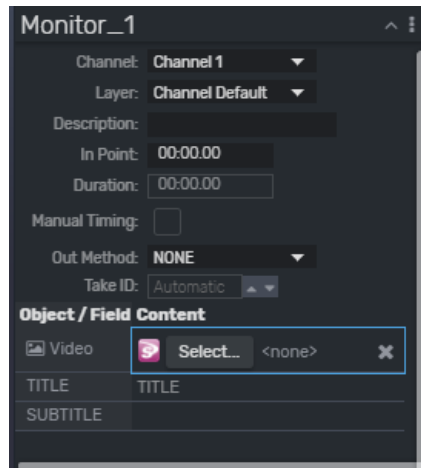 Monitor_1
Channel: Channel 1
Layer: Channel Default
Description:
In Point: 00:00.00
Duration: 00:00.00
Manual Timing:
Out Method: NONE
Take ID: Automatic
Object / Field Content
Video Select... <none>
TITLE TITLE
SUBTITLE